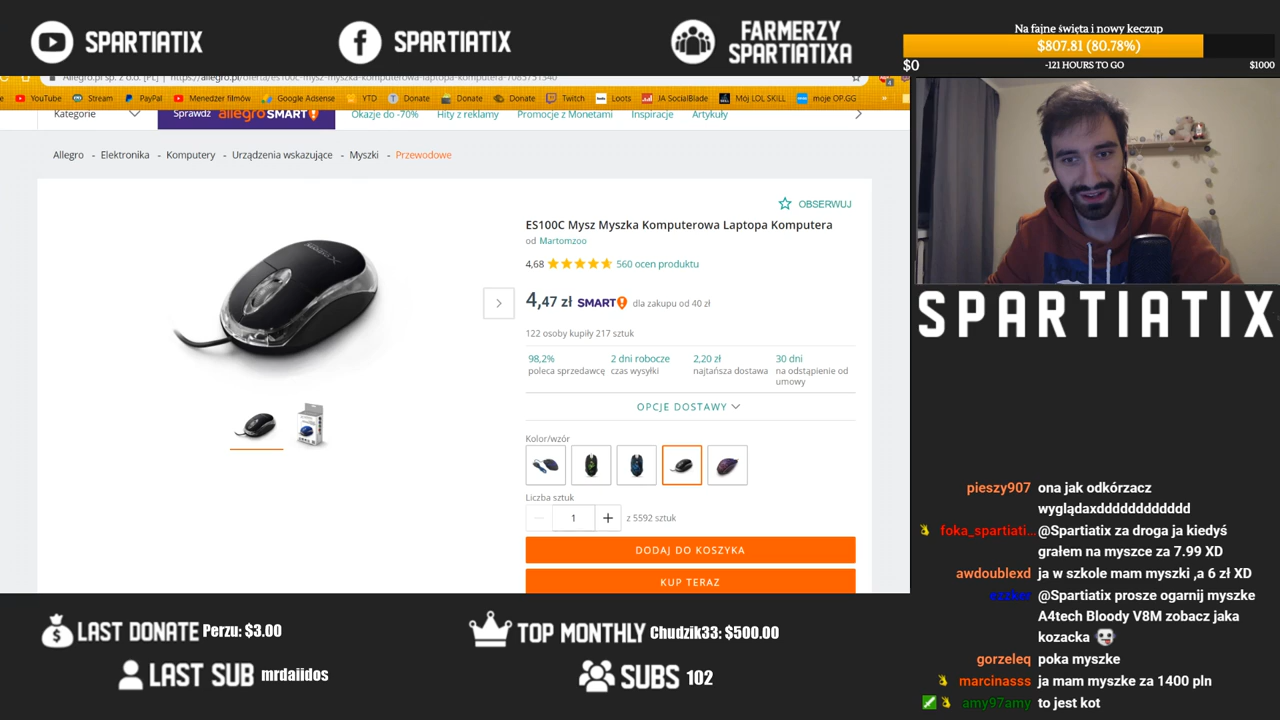 SPARTIATIX
SPARTIATIX
FARMERZY
SPARTIATIXA
Na fajne święta i nowy keczup
$807.81 (80.78%)
$0
-121 HOURS TO GO
$1000
YouTube
Stream
PayPal
Menedżer filmów
Google Adsense
YTD
Donate
Donate
Donate
Twitch
Loots
JA SocialBlade
Mój LOL SKILL
moje OP.GG
»
Kategorie
Sprawdź allegro SMART!
Okazje do -70%
Hity z reklamy
Promocje z Monetami
Inspiracje
Artykuły
Allegro - Elektronika - Komputery - Urządzenia wskazujące - Myszki - Przewodowe
OBSERWUJ
ES100C Mysz Myszka Komputerowa Laptopa Komputera
od Martomzoo
4,68 560 ocen produktu
4,47 zł SMART! dla zakupu od 40 zł
122 osoby kupiły 217 sztuk
98,2%
poleca sprzedawcę
2 dni robocze
czas wysyłki
2,20 zł
najtańsza dostawa
30 dni
na odstąpienie od
umowy
OPCJE DOSTAWY
Kolor/wzór
Liczba sztuk
1
z 5592 sztuk
DODAJ DO KOSZYKA
KUP TERAZ
SPARTIATIX
pieszy907 ona jak odkórzacz
wyglądaxdddddddddddd
foka_spartiati... @Spartiatix za droga ja kiedyś
grałem na myszce za 7.99 XD
awdoublexd ja w szkole mam myszki ,a 6 zł XD
@Spartiatix prosze ogarnij myszke
A4tech Bloody V8M zobacz jaka
kozacka
gorzeleq poka myszke
marcinasss ja mam myszke za 1400 pln
amy97amy to jest kot
LAST DONATE Perzu: $3.00
TOP MONTHLY Chudzik33: $500.00
LAST SUB mrdaiidos
SUBS 102